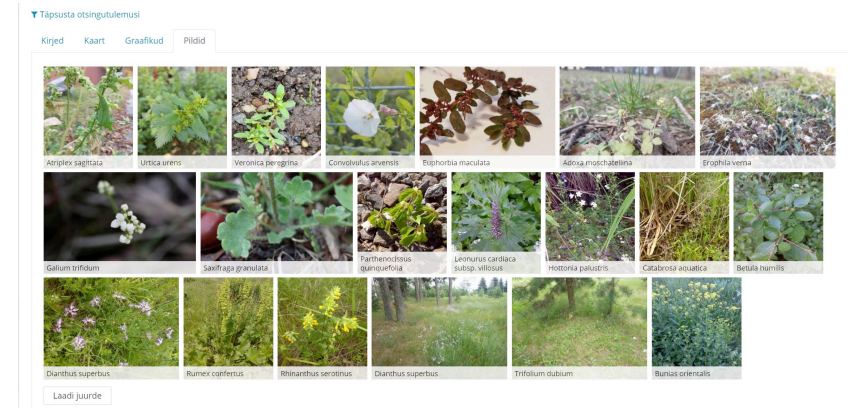 Täpsusta otsingutulemusi
Kirjed Kaart Graafikud Pildid
Atriplex sagittata
Urtica urens
Veronica peregrina
Convolvulus arvensis
Euphorbia maculata
Adoxa moschatellina
Erophila verna
Galium trifidum
Saxifraga granulata
Parthenocissus
quinquefolia
Leonurus cardiaca
subsp. villosus
Hottonia palustris
Catabrosa aquatica
Betula humilis
Dianthus superbus
Rumex confertus
Rhinanthus serotinus
Dianthus superbus
Trifolium dubium
Bunias orientalis
Laadi juurde